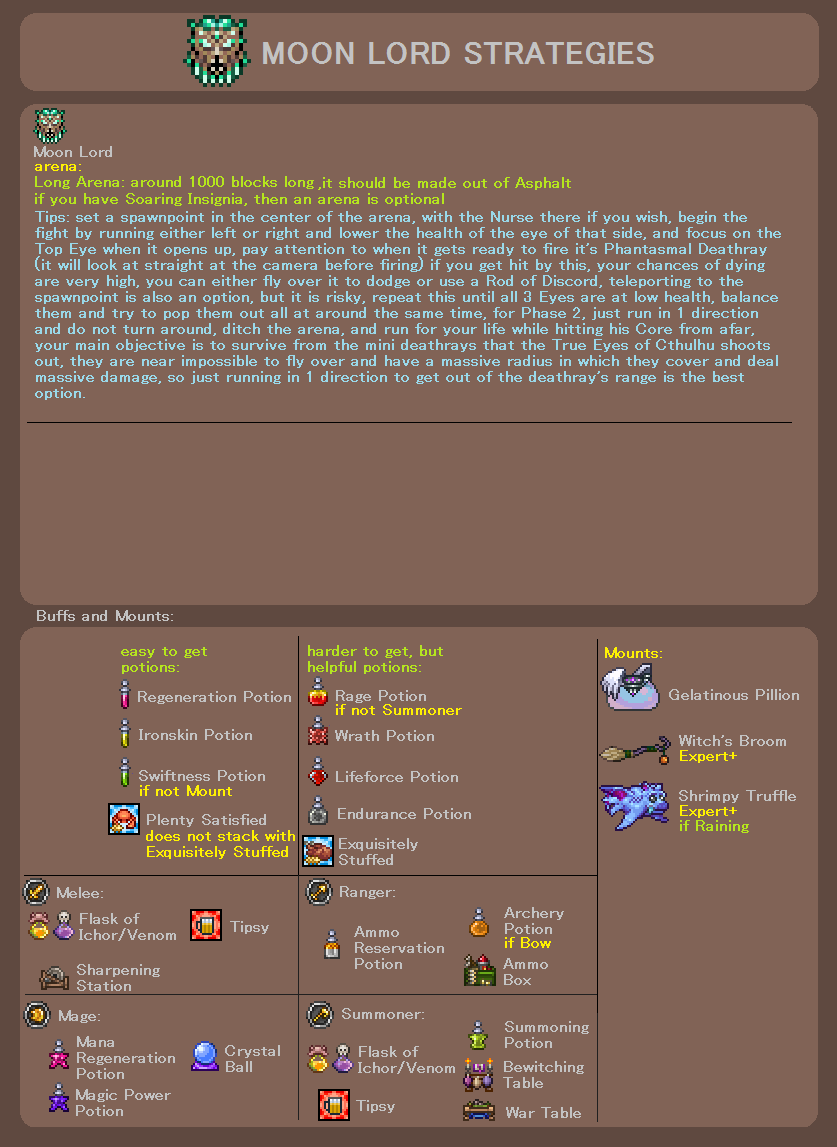 MOON LORD STRATEGIES
Moon Lord
arena:
Long Arena: around 1000 blocks long ,it should be made out of Asphalt
if you have Soaring Insignia, then an arena is optional
Tips: set a spawnpoint in the center of the arena, with the Nurse there if you wish, begin the
fight by running either left or right and lower the health of the eye of that side, and focus on the
Top Eye when it opens up, pay attention to when it gets ready to fire it's Phantasmal Deathray
(it will look at straight at the camera before firing) if you get hit by this, your chances of dying
are very high, you can either fly over it to dodge or use a Rod of Discord, teleporting to the
spawnpoint is also an option, but it is risky, repeat this until all 3 Eyes are at low health, balance
them and try to pop them out all at around the same time, for Phase 2, just run in 1 direction
and do not turn around, ditch the arena, and run for your life while hitting his Core from afar,
your main objective is to survive from the mini deathrays that the True Eyes of Cthulhu shoots
out, they are near impossible to fly over and have a massive radius in which they cover and deal
massive damage, so just running in 1 direction to get out of the deathray's range is the best
option.
Buffs and Mounts:
easy to get
potions:
Regeneration Potion
Ironskin Potion
Swiftness Potion
if not Mount
Plenty Satisfied
does not stack with
Exquisitely Stuffed
harder to get, but
helpful potions:
Rage Potion
if not Summoner
Wrath Potion
Lifeforce Potion
Endurance Potion
Exquisitely
Stuffed
Mounts:
Gelatinous Pillion
Witch's Broom
Expert+
Shrimpy Truffle
Expert+
if Raining
Melee:
Flask of
Ichor/Venom
Tipsy
Sharpening
Station
Ranger:
Ammo
Reservation
Potion
Archery
Potion
if Bow
Ammo
Box
Mage:
Mana
Regeneration
Potion
Crystal
Ball
Magic Power
Potion
Summoner:
Flask of
Ichor/Venom
Tipsy
Summoning
Potion
Bewitching
Table
War Table